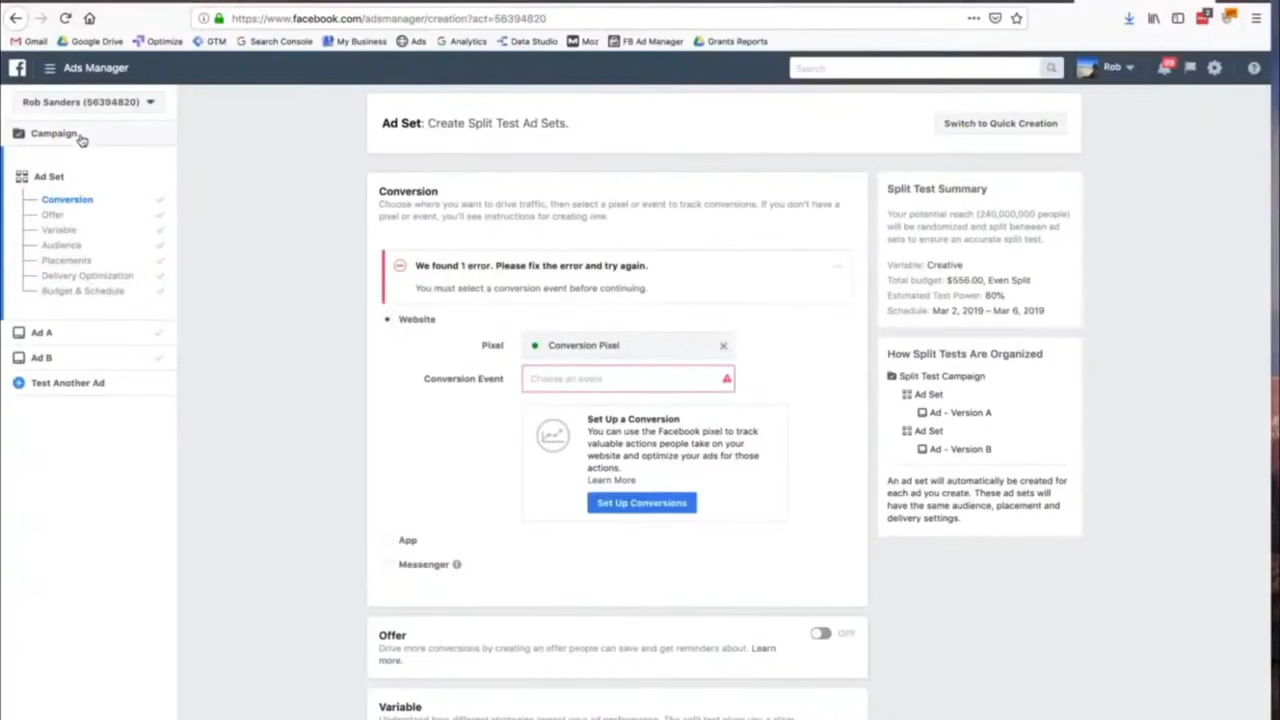 https://www.facebook.com/adsmanager/creation?act=56394820
Gmail Google Drive Optimize GTM Search Console My Business Ads Analytics Data Studio Moz FB Ad Manager Grants Reports
Ads Manager
Search
Rob
Rob Sanders (56394820)
Campaign
Ad Set
Conversion
Offer
Variable
Audience
Placements
Delivery Optimization
Budget & Schedule
Ad A
Ad B
Test Another Ad
Ad Set: Create Split Test Ad Sets.
Switch to Quick Creation
Conversion
Choose where you want to drive traffic, then select a pixel or event to track conversions. If you don't have a
pixel or event, you'll see instructions for creating one.
We found 1 error. Please fix the error and try again.
You must select a conversion event before continuing.
Website
Pixel
Conversion Pixel
Conversion Event
Choose an event
Set Up a Conversion
You can use the Facebook pixel to track
valuable actions people take on your
website and optimize your ads for those
actions.
Learn More
Set Up Conversions
App
Messenger
Offer
OFF
Drive more conversions by creating an offer people can save and get reminders about. Learn
more.
Variable
Split Test Summary
Your potential reach (240,000,000 people)
will be randomized and split between ad
sets to ensure an accurate split test.
Variable: Creative
Total budget: $556.00, Even Split
Estimated Test Power: 80%
Schedule: Mar 2, 2019 – Mar 6, 2019
How Split Tests Are Organized
Split Test Campaign
Ad Set
Ad - Version A
Ad Set
Ad - Version B
An ad set will automatically be created for
each ad you create. These ad sets will
have the same audience, placement and
delivery settings.